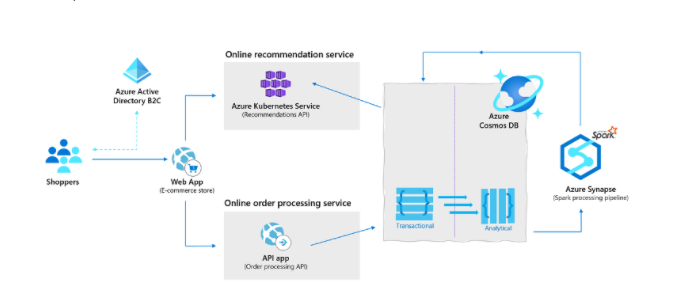 Online recommendation service
Azure Active
Directory B2C
Azure Kubernetes Service
(Recommendations API)
Azure
Cosmos DB
Spark
Shoppers
Web App
(E-commerce store)
Azure Synapse
(Spark processing pipeline)
Online order processing service
Transactional
Analytical
API app
(Order processing API)